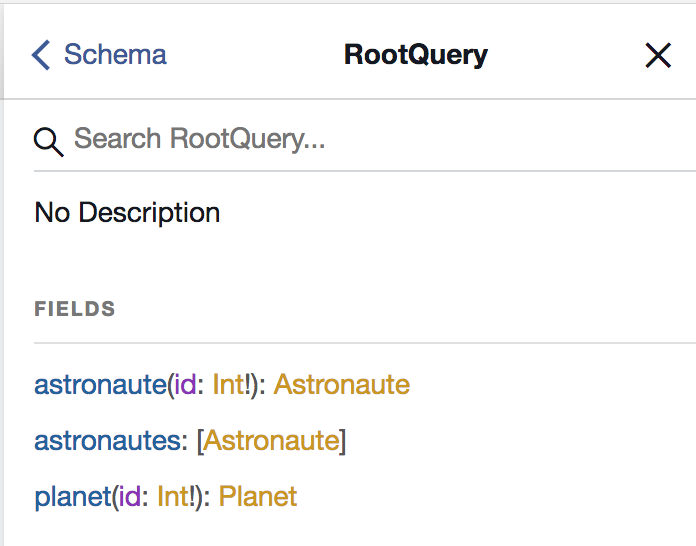 Schema RootQuery
Search RootQuery...
No Description
FIELDS
astronaute(id: Int!): Astronaute
astronautes: [Astronaute]
planet(id: Int!): Planet